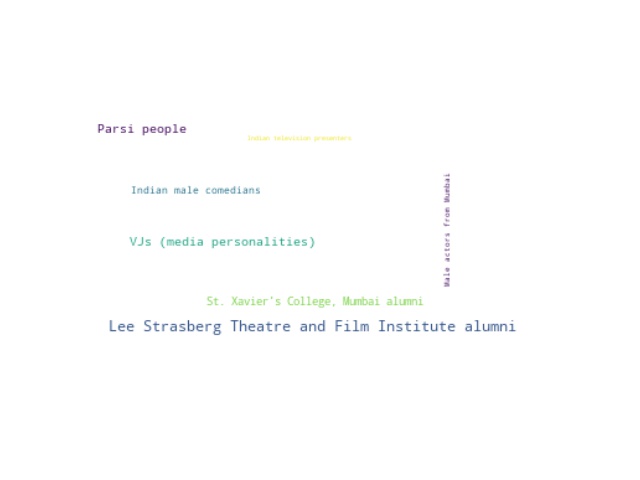 Parsi people
Indian television presenters
Indian male comedians
Male actors from Mumbai
VJs (media personalities)
St. Xavier's College, Mumbai alumni
Lee Strasberg Theatre and Film Institute alumni